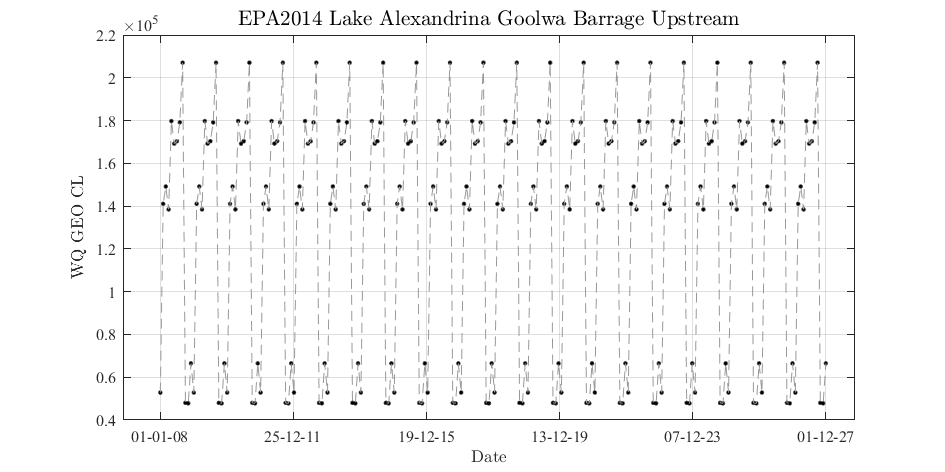 EPA2014 Lake Alexandrina Goolwa Barrage Upstream
×10⁵
2.2
2
1.8
1.6
1.4
1.2
1
0.8
0.6
0.4
WQ GEO CL
01-01-08 25-12-11 19-12-15 13-12-19 07-12-23 01-12-27
Date